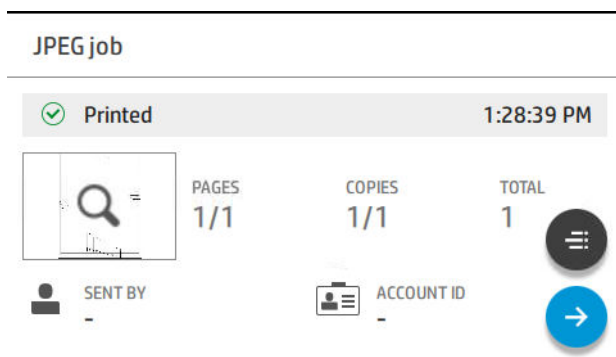 JPEG job
Printed 1:28:39 PM
PAGES COPIES TOTAL
1/1 1/1 1
SENT BY ACCOUNT ID
- -